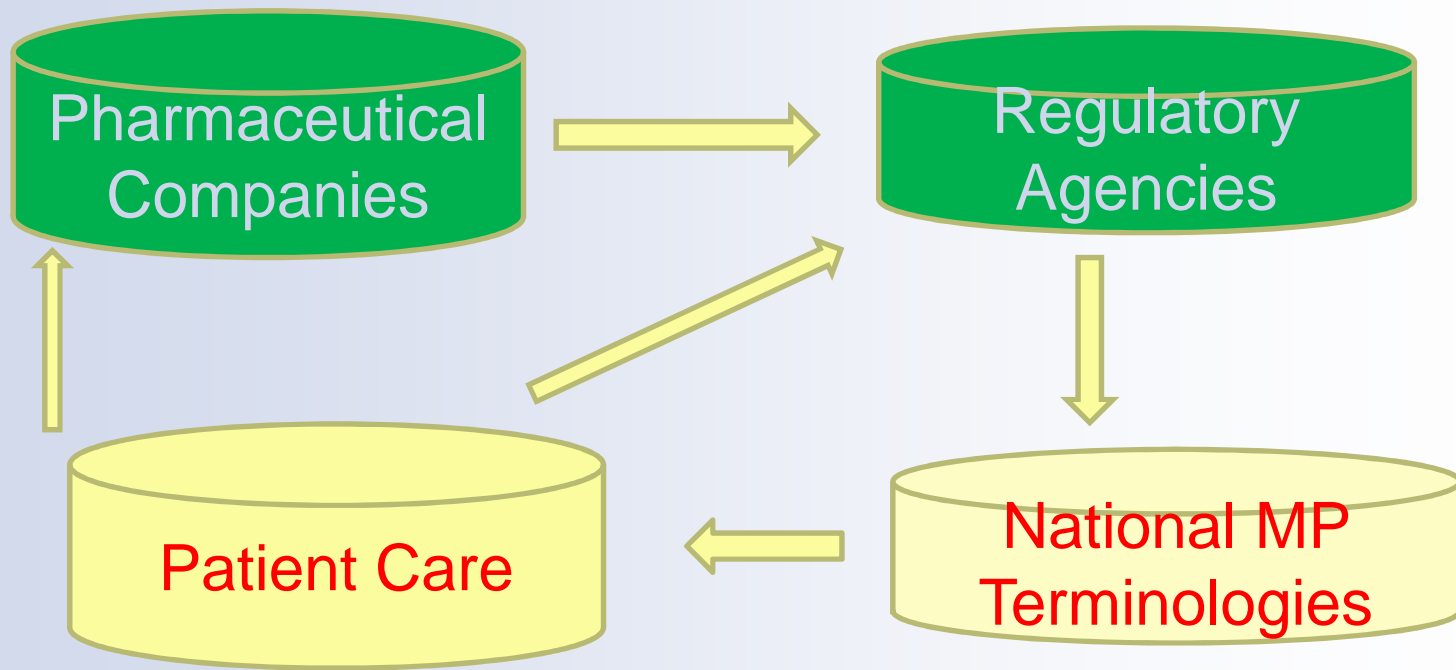 Pharmaceutical
Companies
Regulatory
Agencies
Patient Care
National MP
Terminologies